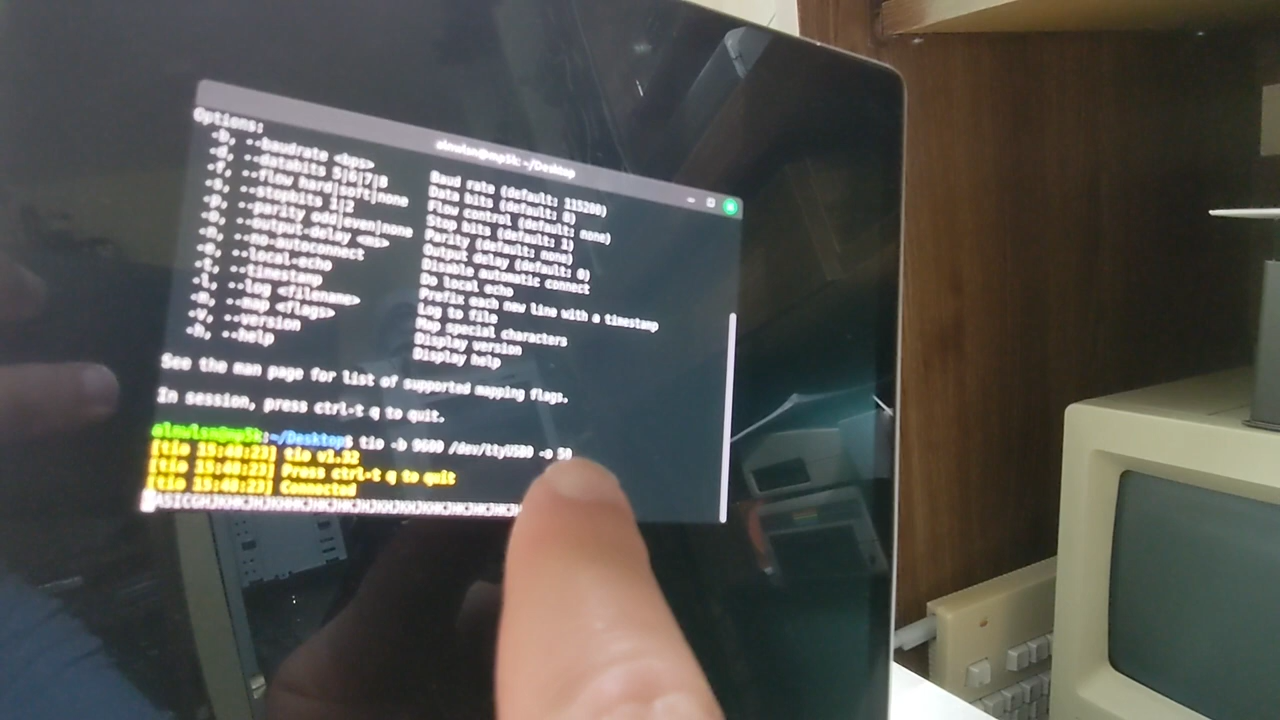 Options:
-b, --baudrate <bps> Baud rate (default: 115200)
-d, --databits 5|6|7|8 Data bits (default: 8)
-f, --flow hard|soft|none Flow control (default: none)
-s, --stopbits 1|2 Stop bits (default: 1)
-p, --parity odd|even|none Parity (default: none)
-o, --output-delay <ms> Output delay (default: 0)
-n, --no-autoconnect Disable automatic connect
-e, --local-echo Do local echo
-t, --timestamp Prefix each new line with a timestamp
-l, --log <filename> Log to file
-m, --map <flags> Map special characters
-v, --version Display version
-h, --help Display help
See the man page for list of supported mapping flags.
In session, press ctrl-t q to quit.
~/Desktop$ tio -b 9600 /dev/ttyUSB0 -o 50
[tio 15:48:23] tio v1.32
[tio 15:48:23] Press ctrl-t q to quit
[tio 15:48:23] Connected